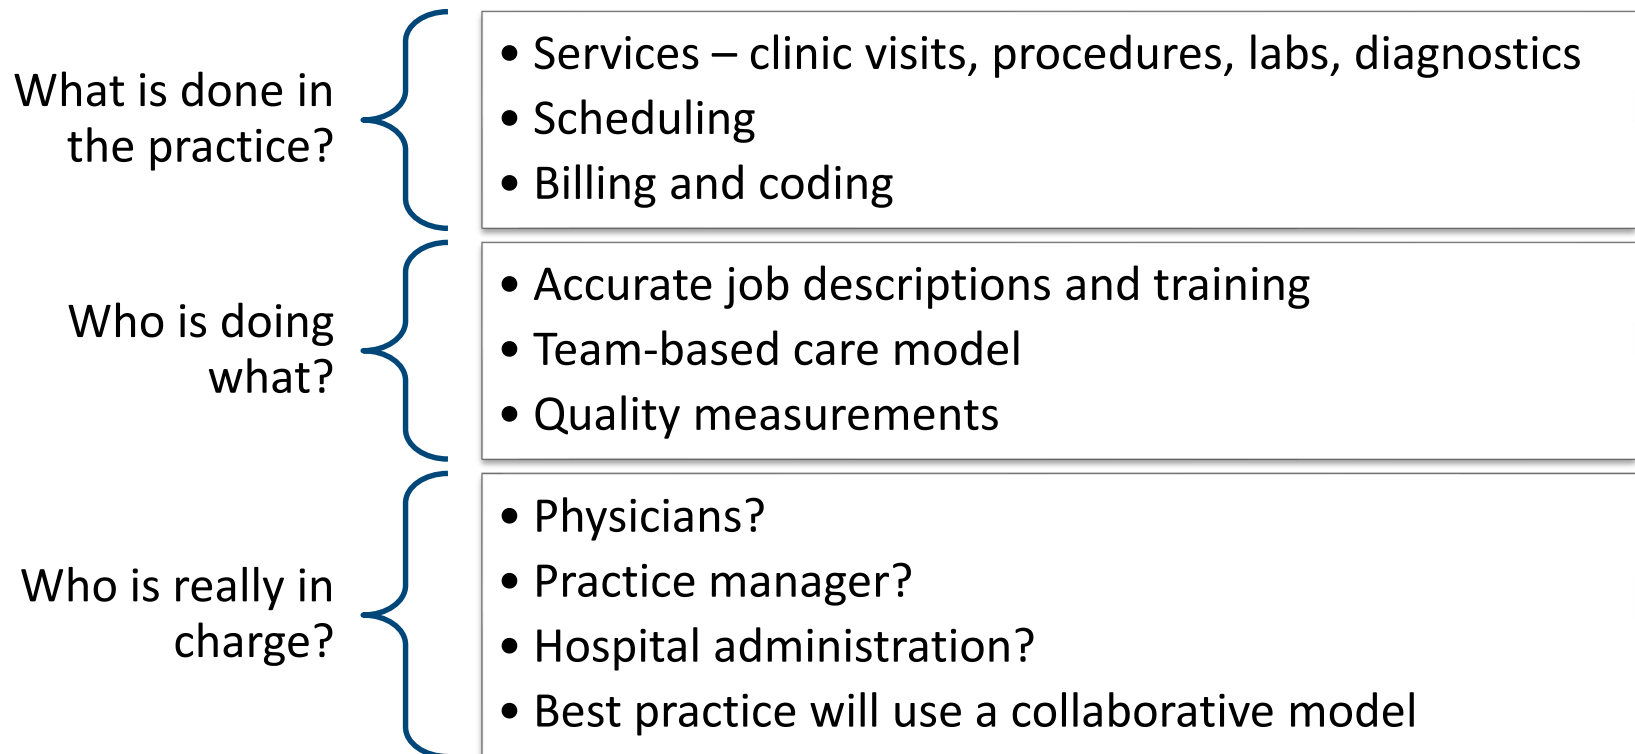 What is done in
the practice?
• Services – clinic visits, procedures, labs, diagnostics
• Scheduling
• Billing and coding
Who is doing
what?
• Accurate job descriptions and training
• Team-based care model
• Quality measurements
Who is really in
charge?
• Physicians?
• Practice manager?
• Hospital administration?
• Best practice will use a collaborative model